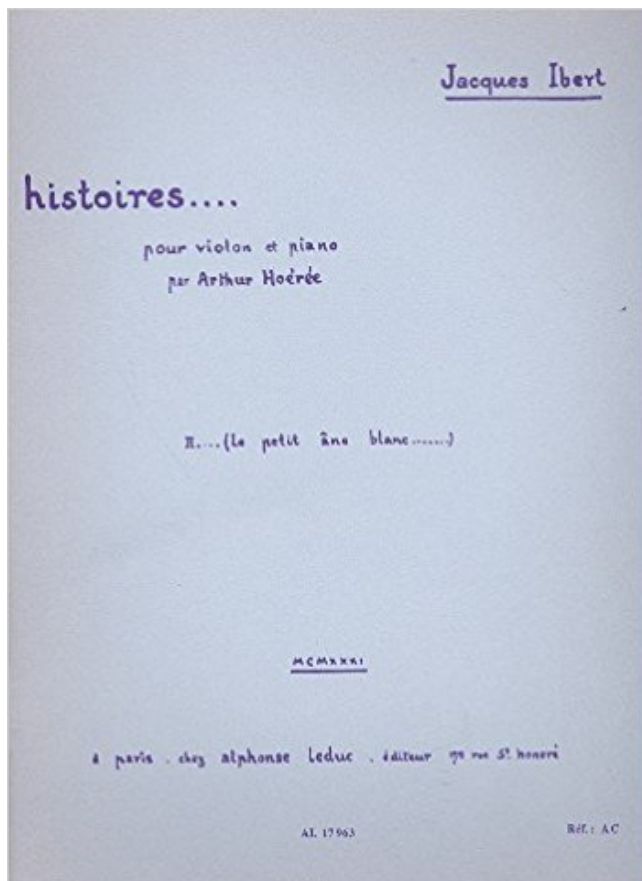 Jacques Ibert
histoires....
pour violon et piano
par Arthur Hoérée
II....(Le petit âne blanc.......)
MCMXXXI
à paris . chez alphonse Leduc . éditeur rue St. honoré
AL 17963
Réf.: AC